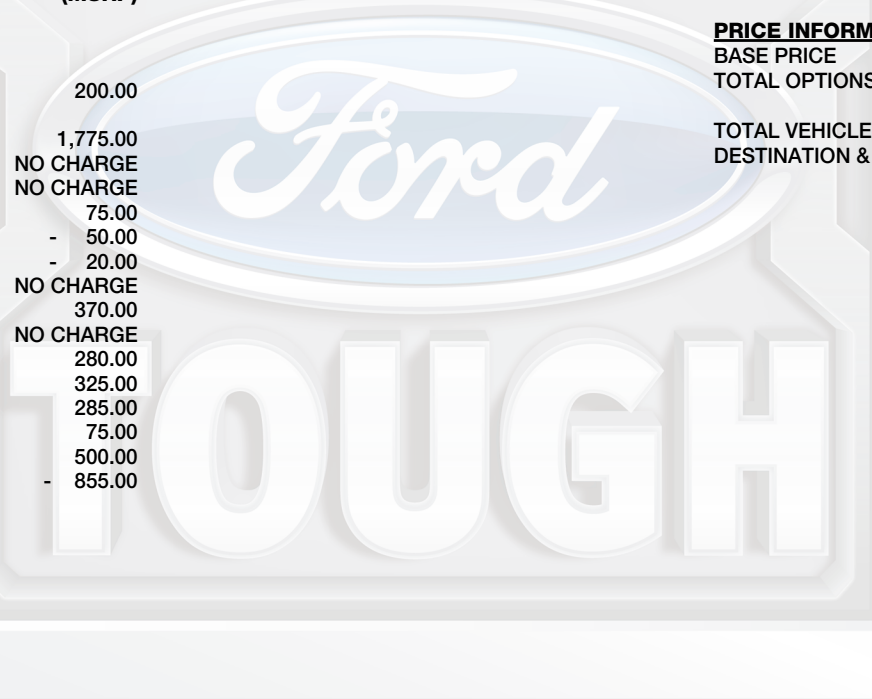 200.00
1,775.00
NO CHARGE
NO CHARGE
75.00
- 50.00
- 20.00
NO CHARGE
370.00
NO CHARGE
280.00
325.00
285.00
75.00
500.00
- 855.00
PRICE INFORM
BASE PRICE
TOTAL OPTIONS
TOTAL VEHICLE
DESTINATION &
Ford
TOUGH